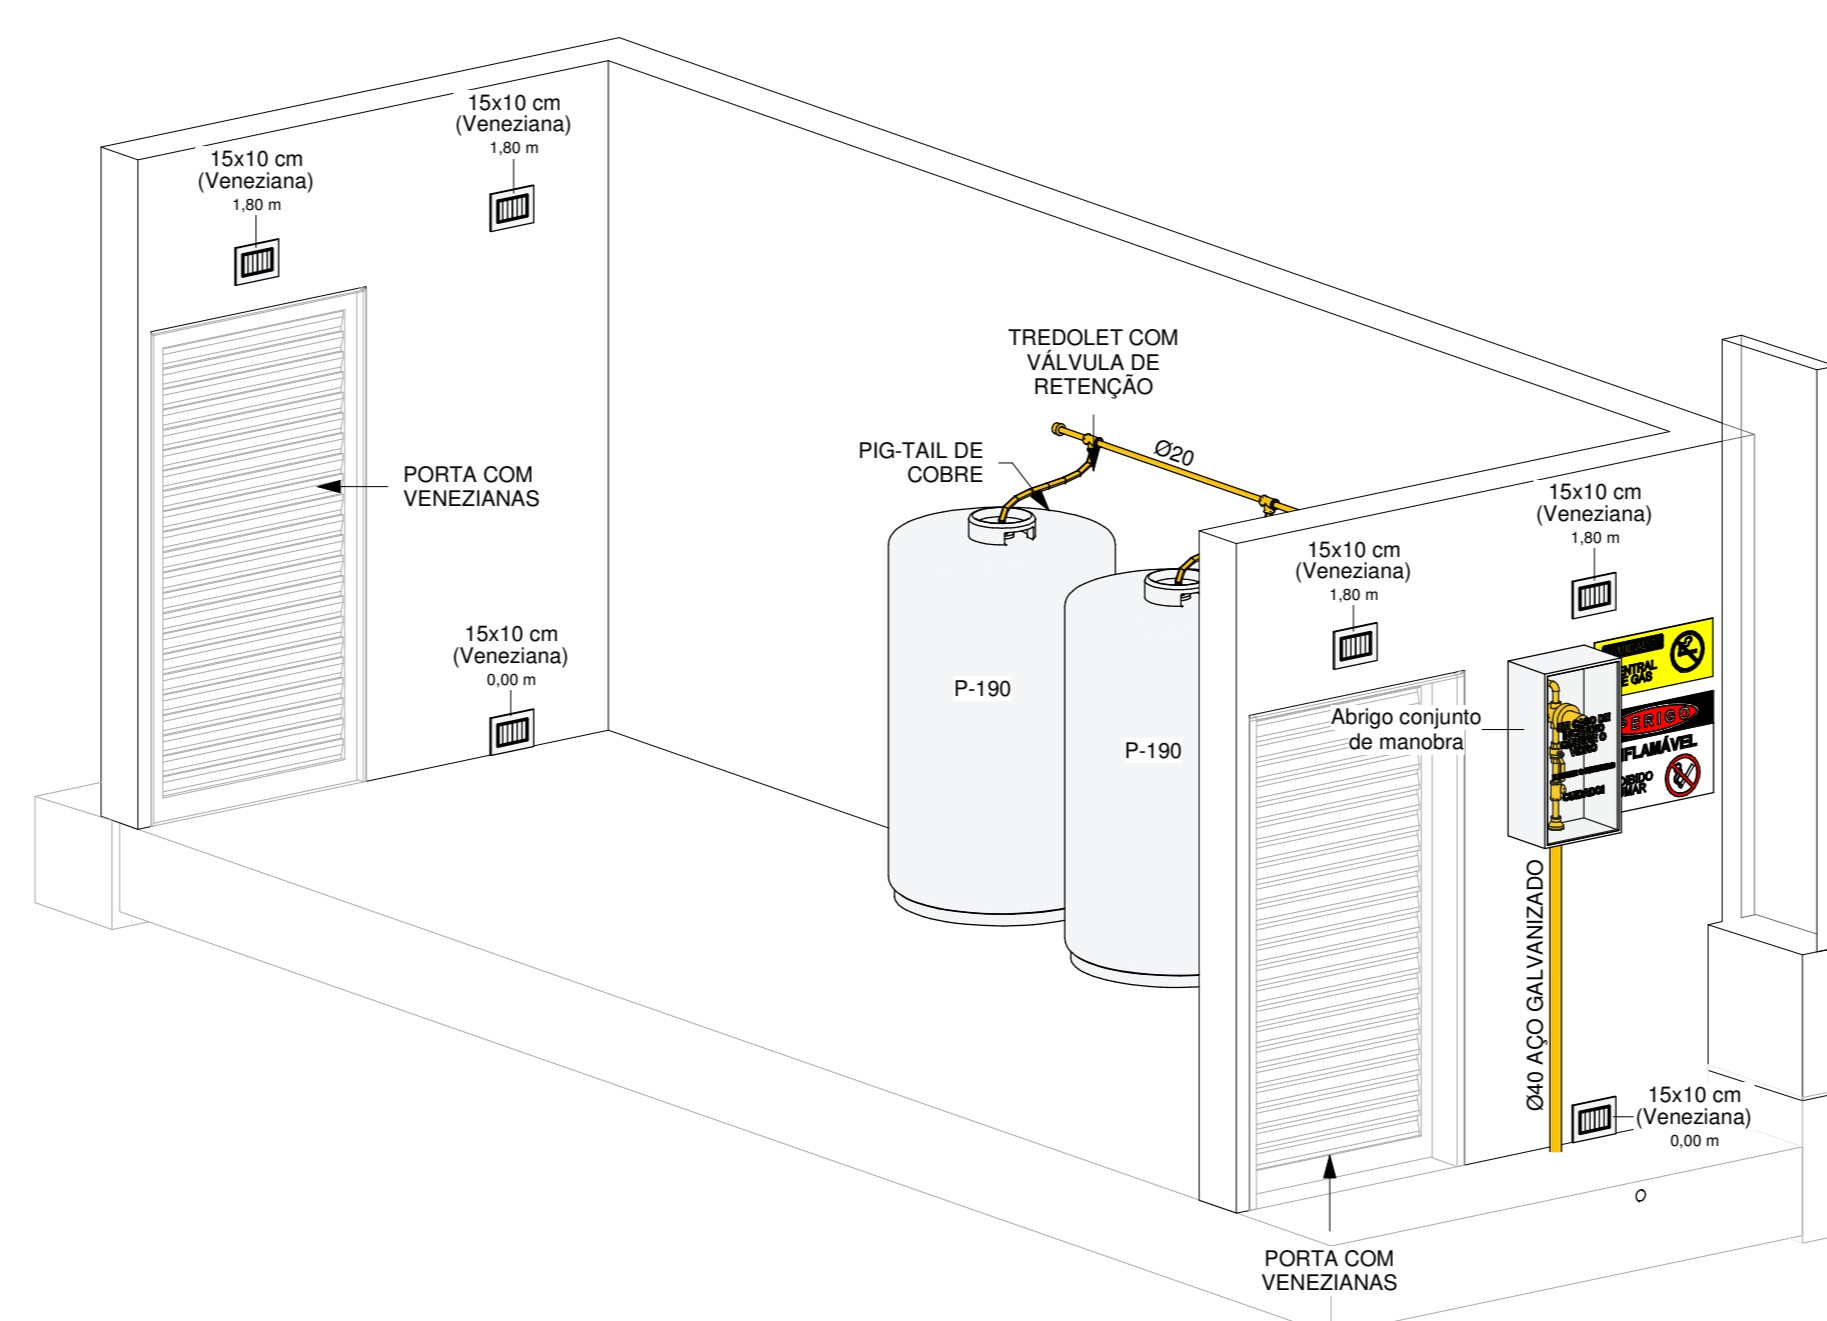 15x10 cm
(Veneziana)
1,80 m
15x10 cm
(Veneziana)
1,80 m
TREDOLET COM
VÁLVULA DE
RETENÇÃO
Ø20
PIG-TAIL DE
COBRE
PORTA COM
VENEZIANAS
15x10 cm
(Veneziana)
1,80 m
15x10 cm
(Veneziana)
1,80 m
15x10 cm
(Veneziana)
0,00 m
P-190
P-190
Abrigo conjunto
de manobra
PERIGO
CUIDADO!
Ø40 AÇO GALVANIZADO
15x10 cm
(Veneziana)
0,00 m
PORTA COM
VENEZIANAS